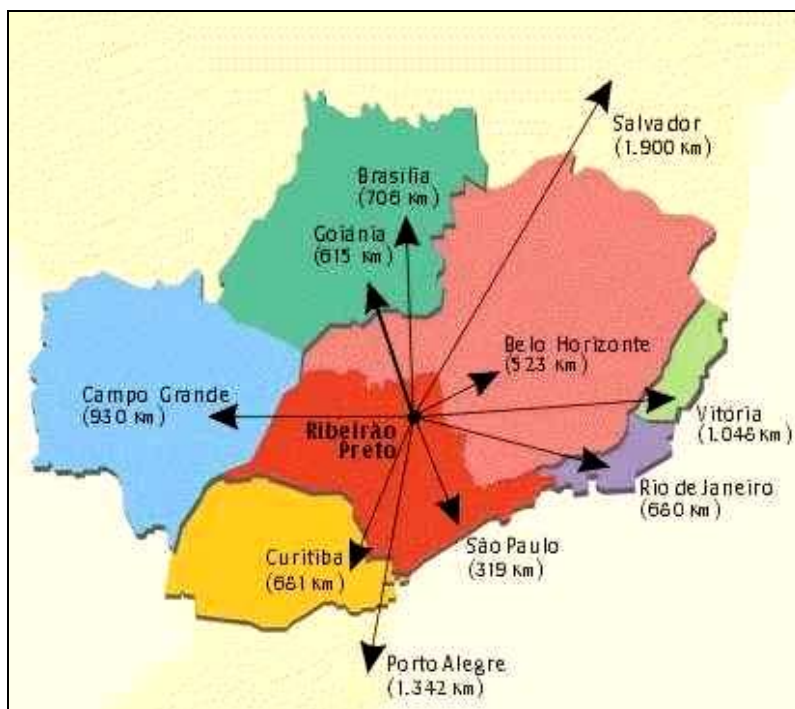 Salvador
(1.900 Km)
Brasília
(706 Km)
Goiânia
(615 Km)
Belo Horizonte
(523 Km)
Campo Grande
(930 Km)
Ribeirão
Preto
Vitória
(1.046 Km)
Rio de Janeiro
(660 Km)
São Paulo
(319 Km)
Curitiba
(681 Km)
Porto Alegre
(1.342 Km)